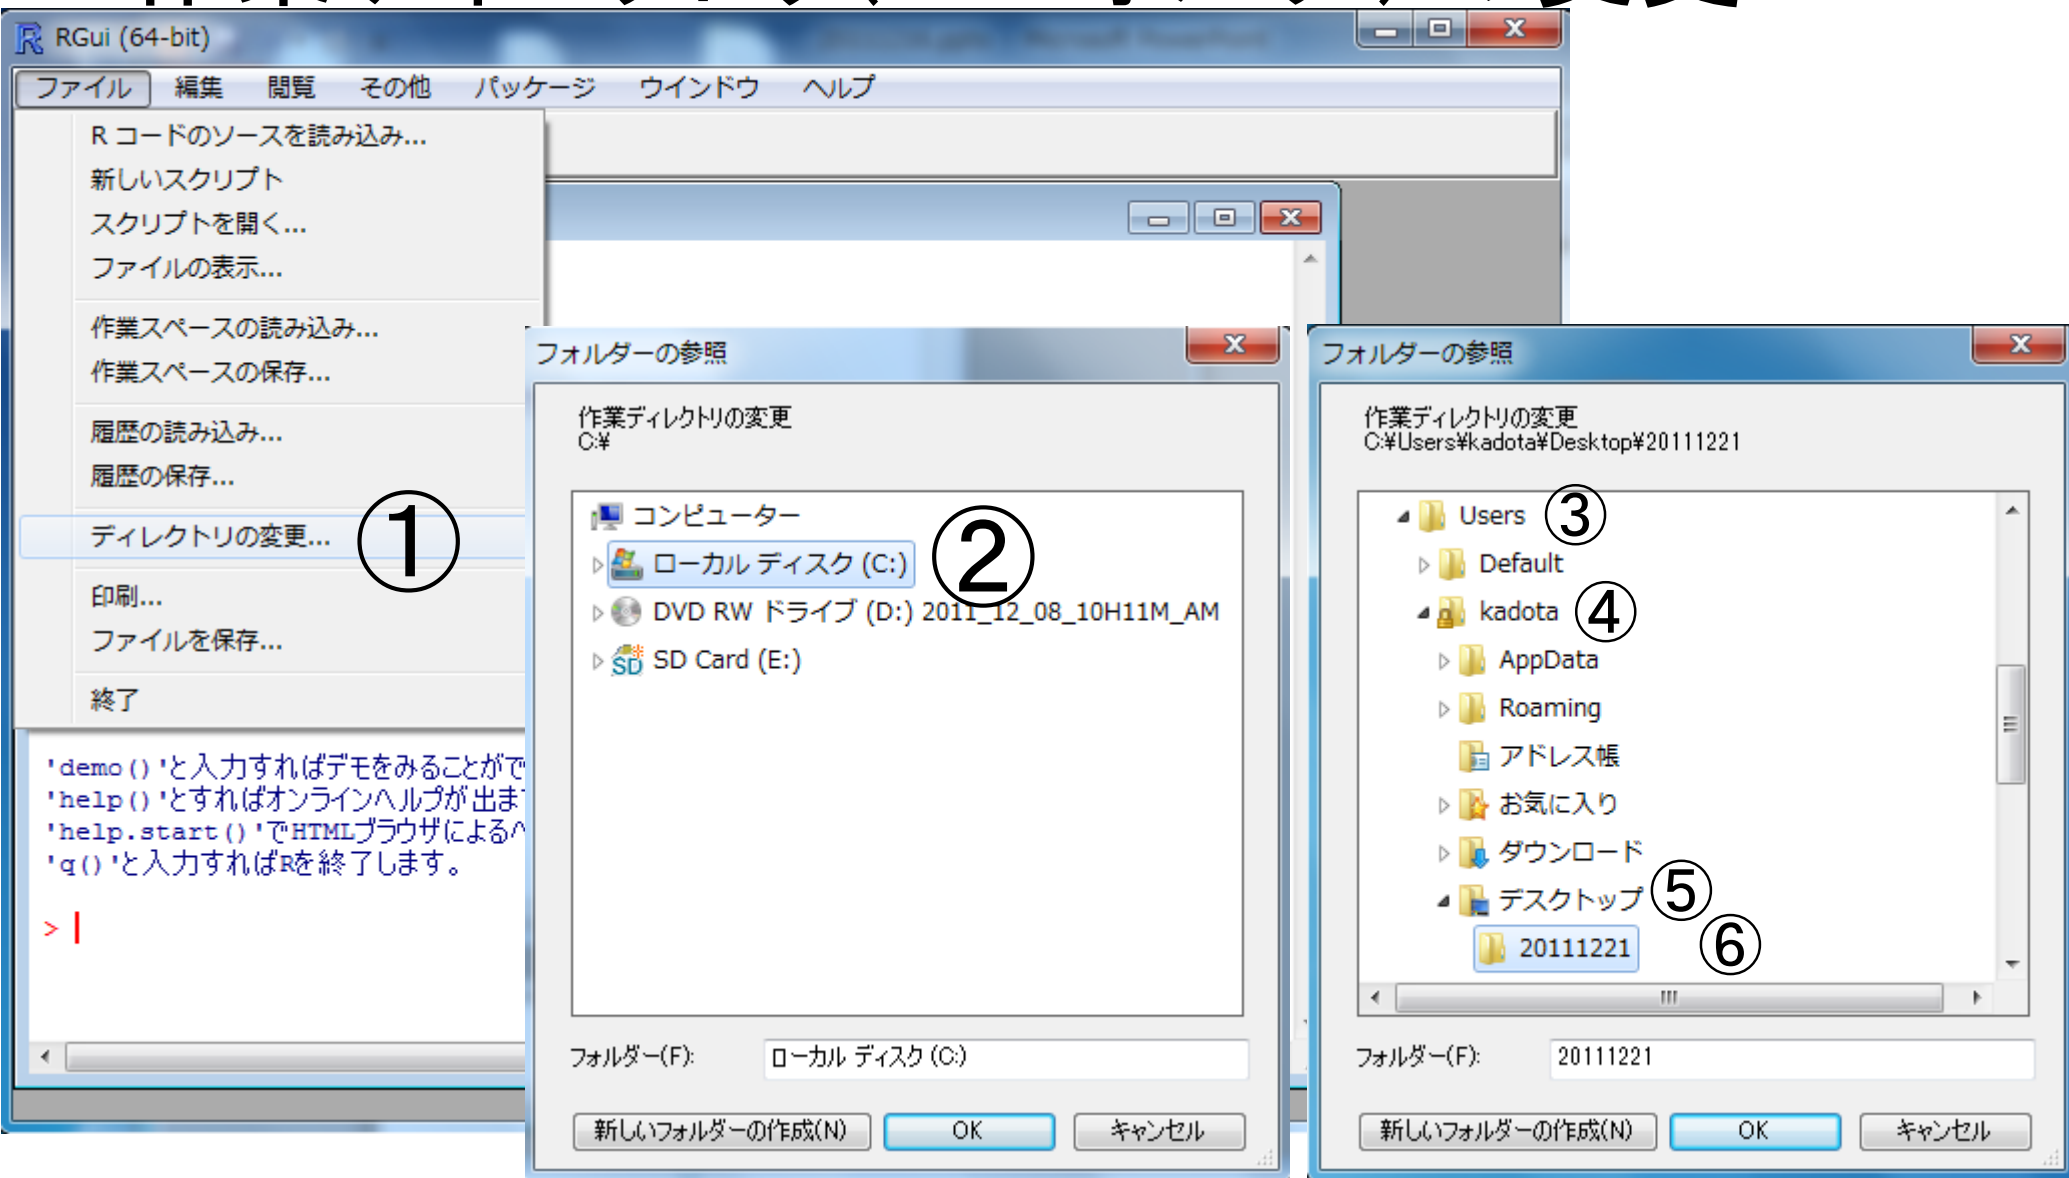 RGui (64-bit)
ファイル 編集 閲覧 その他 パッケージ ウインドウ ヘルプ
R コードのソースを読み込み...
新しいスクリプト
スクリプトを開く...
ファイルの表示...
作業スペースの読み込み...
作業スペースの保存...
履歴の読み込み...
履歴の保存...
ディレクトリの変更... ①
印刷...
ファイルを保存...
終了
'demo()'と入力すればデモをみることがで
'help()'とすればオンラインヘルプが出ま
'help.start()'でHTMLブラウザによるヘ
'q()'と入力すればRを終了します。
>
フォルダーの参照
作業ディレクトリの変更
C:¥
コンピューター
ローカル ディスク (C:) ②
DVD RW ドライブ (D:) 2011_12_08_10H11M_AM
SD Card (E:)
フォルダー(F): ローカル ディスク (C:)
新しいフォルダーの作成(N) OK キャンセル
フォルダーの参照
作業ディレクトリの変更
C:¥Users¥kadota¥Desktop¥20111221
Users ③
Default
kadota ④
AppData
Roaming
アドレス帳
お気に入り
ダウンロード
デスクトップ ⑤
20111221 ⑥
フォルダー(F): 20111221
新しいフォルダーの作成(N) OK キャンセル